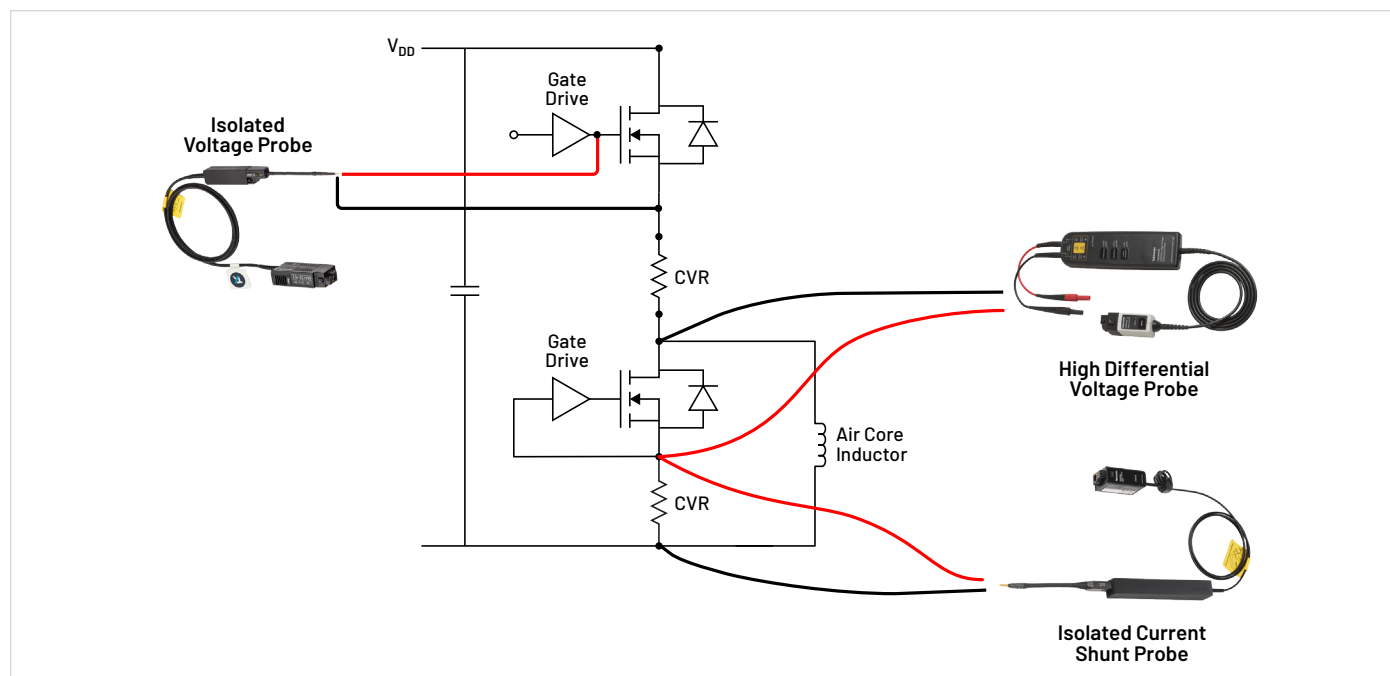 V_DD
Gate
Drive
Isolated
Voltage Probe
CVR
Gate
Drive
High Differential
Voltage Probe
Air Core
Inductor
CVR
Isolated Current
Shunt Probe